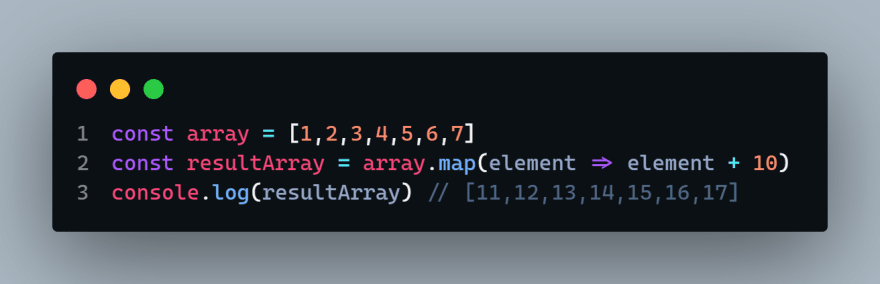 1 const array = [1,2,3,4,5,6,7]
2 const resultArray = array.map(element => element + 10)
3 console.log(resultArray) // [11,12,13,14,15,16,17]